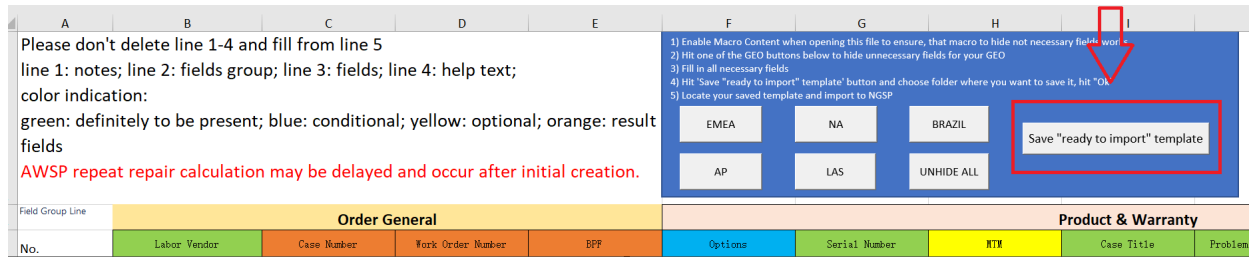 A B C D E F G H I
Please don't delete line 1-4 and fill from line 5
line 1: notes; line 2: fields group; line 3: fields; line 4: help text;
color indication:
green: definitely to be present; blue: conditional; yellow: optional; orange: result
fields
AWSP repeat repair calculation may be delayed and occur after initial creation.
1) Enable Macro Content when opening this file to ensure, that macro to hide not necessary fields works
2) Hit one of the GEO buttons below to hide unnecessary fields for your GEO
3) Fill in all necessary fields
4) Hit 'Save "ready to import" template' button and choose folder where you want to save it, hit "OK"
5) Locate your saved template and import to NGSP
EMEA NA BRAZIL
Save "ready to import" template
AP LAS UNHIDE ALL
Field Group Line Order General Product & Warranty
No. Labor Vendor Case Number Work Order Number BPF Options Serial Number MTM Case Title Problem